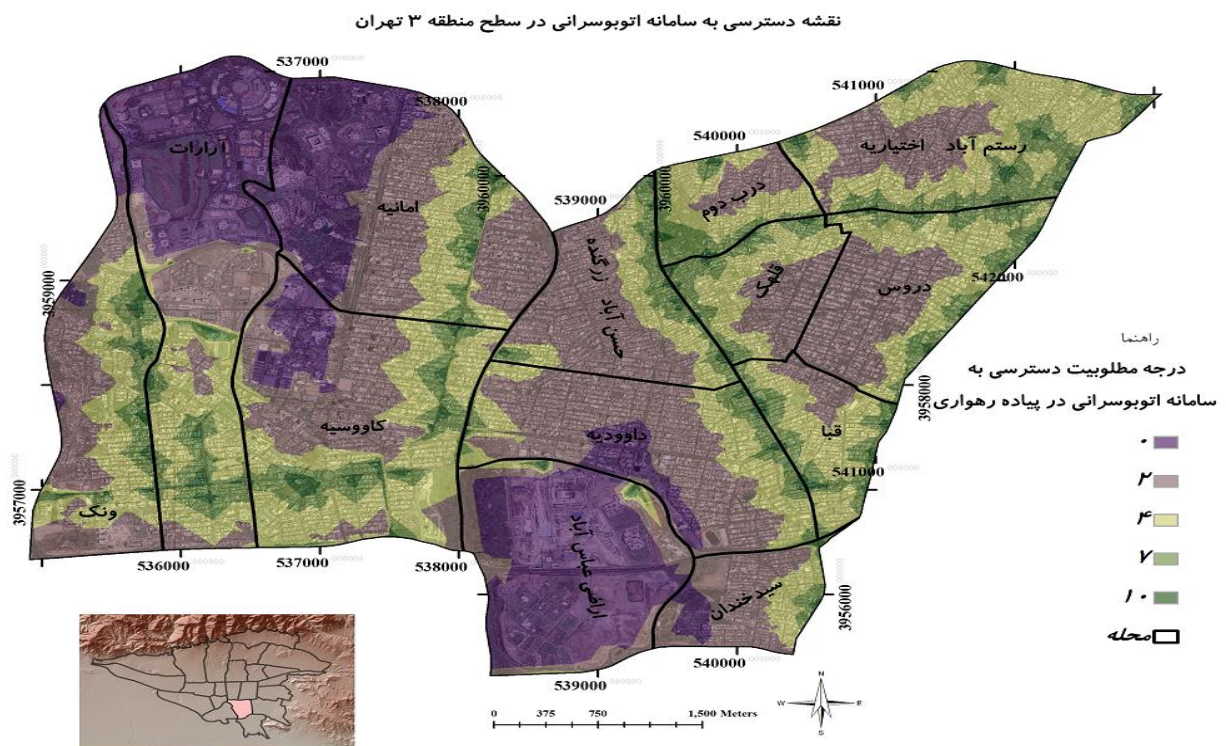 نقشه دسترسی به سامانه اتوبوسرانی در سطح منطقه ۳ تهران
537000
538000
541000
540000
539000
3960000
3960000
542000
3959000
3958000
541000
3957000
3956000
536000
537000
538000
539000
540000
آرارات
امانیه
زرگنده
حسن آباد
درب دوم
اختیاریه
رستم آباد
قلهک
دروس
کاووسیه
داوودیه
قبا
ونک
اراضی عباس آباد
سیدخندان
راهنما
درجه مطلوبیت دسترسی به
سامانه اتوبوسرانی در پیاده رهواری
۰
۲
۴
۷
۱۰
محله
0 375 750 1,500 Meters
N
W E
S